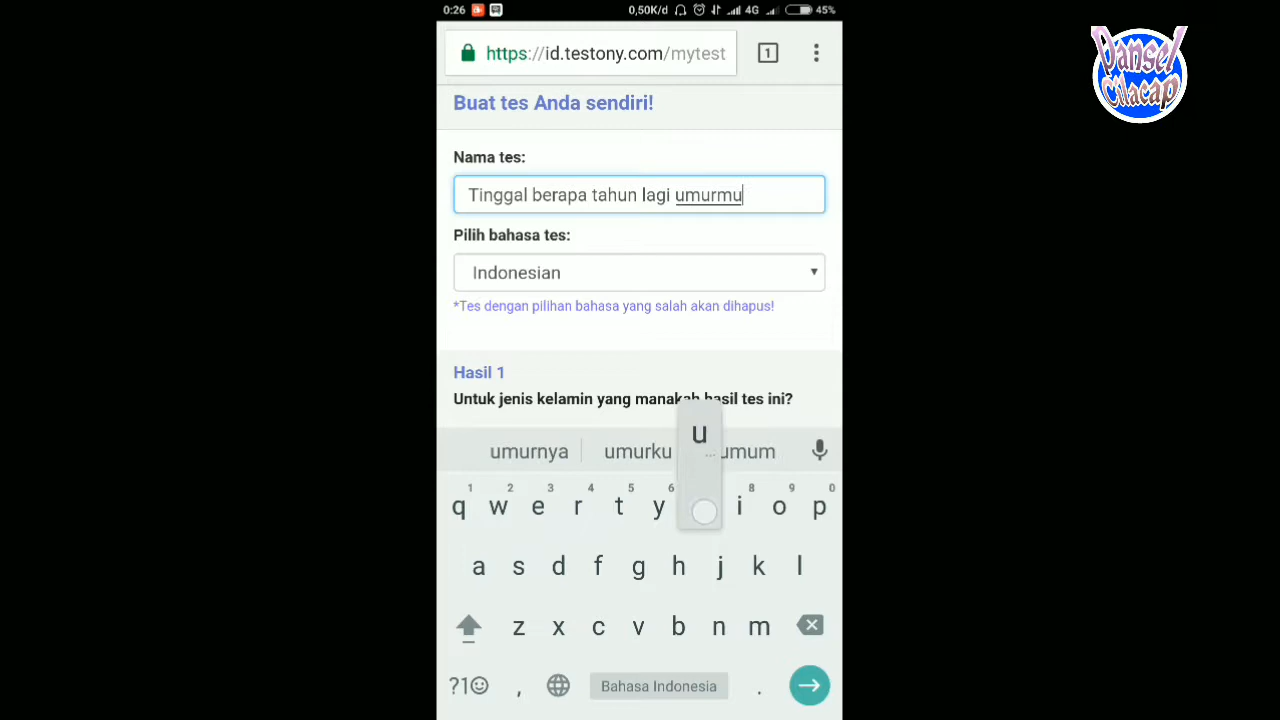 0:26 0,50K/d 4G 45%
https://id.testony.com/mytest 1
Dansel
Cilacap
Buat tes Anda sendiri!
Nama tes:
Tinggal berapa tahun lagi umurmu
Pilih bahasa tes:
Indonesian
*Tes dengan pilihan bahasa yang salah akan dihapus!
Hasil 1
Untuk jenis kelamin yang manakah hasil tes ini?
u
umurnya umurku umum
1 2 3 4 5 6 8 9 0
q w e r t y i o p
a s d f g h j k l
z x c v b n m
?1☺ , Bahasa Indonesia .